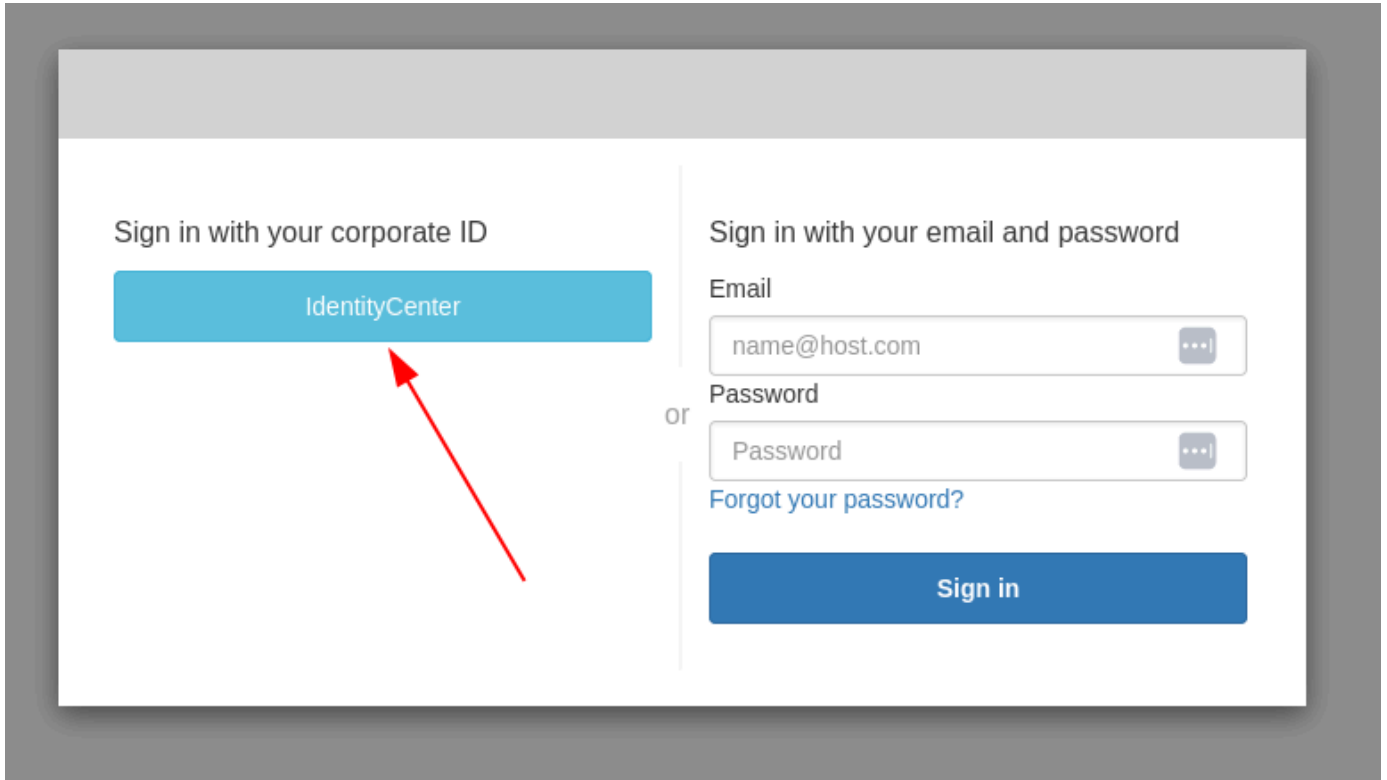 Sign in with your corporate ID
IdentityCenter
or
Sign in with your email and password
Email
name@host.com
Password
Password
Forgot your password?
Sign in